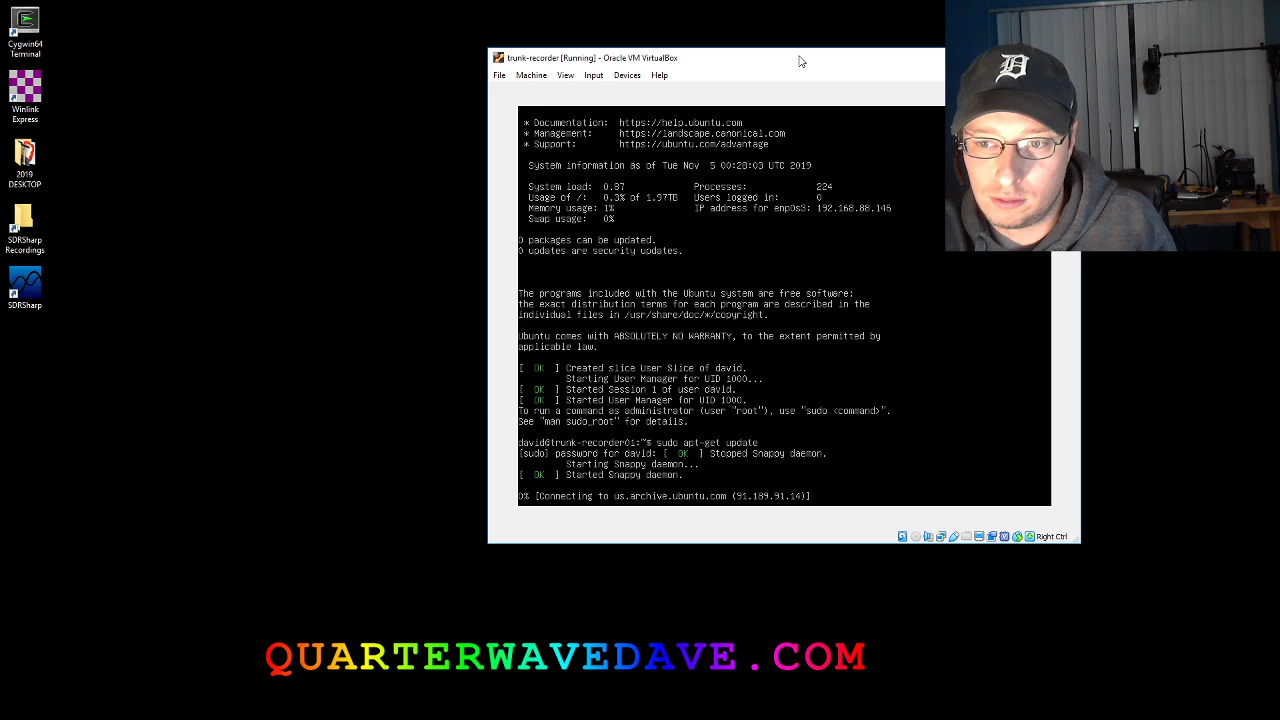 Cygwin64
Terminal
Winlink
Express
2019
DESKTOP
SDRSharp
Recordings
SDRSharp
trunk-recorder [Running] - Oracle VM VirtualBox
File Machine View Input Devices Help
* Documentation: https://help.ubuntu.com
* Management: https://landscape.canonical.com
* Support: https://ubuntu.com/advantage
System information as of Tue Nov 5 00:28:03 UTC 2019
System load: 0.87 Processes: 224
Usage of /: 0.3% of 1.97TB Users logged in: 0
Memory usage: 1% IP address for enp0s3: 192.168.88.146
Swap usage: 0%
0 packages can be updated.
0 updates are security updates.
The programs included with the Ubuntu system are free software;
the exact distribution terms for each program are described in the
individual files in /usr/share/doc/*/copyright.
Ubuntu comes with ABSOLUTELY NO WARRANTY, to the extent permitted by
applicable law.
[ OK ] Created slice User Slice of david.
Starting User Manager for UID 1000...
[ OK ] Started Session 1 of user david.
[ OK ] Started User Manager for UID 1000.
To run a command as administrator (user "root"), use "sudo <command>".
See "man sudo_root" for details.
david@trunk-recorder01:~$ sudo apt-get update
[sudo] password for david: [ OK ] Stopped Snappy daemon.
Starting Snappy daemon...
[ OK ] Started Snappy daemon.
0% [Connecting to us.archive.ubuntu.com (91.189.91.14)]
Right Ctrl
QUARTERWAVEDAVE.COM